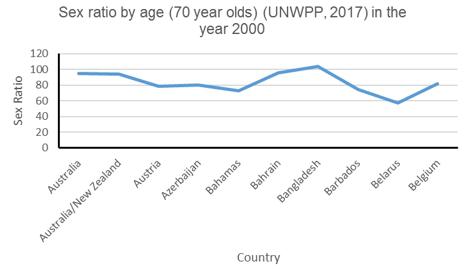 Sex ratio by age (70 year olds) (UNWPP, 2017) in the
year 2000
120
100
80
60
40
20
0
Sex Ratio
Australia
Australia/New Zealand
Austria
Azerbaijan
Bahamas
Bahrain
Bangladesh
Barbados
Belarus
Belgium
Country